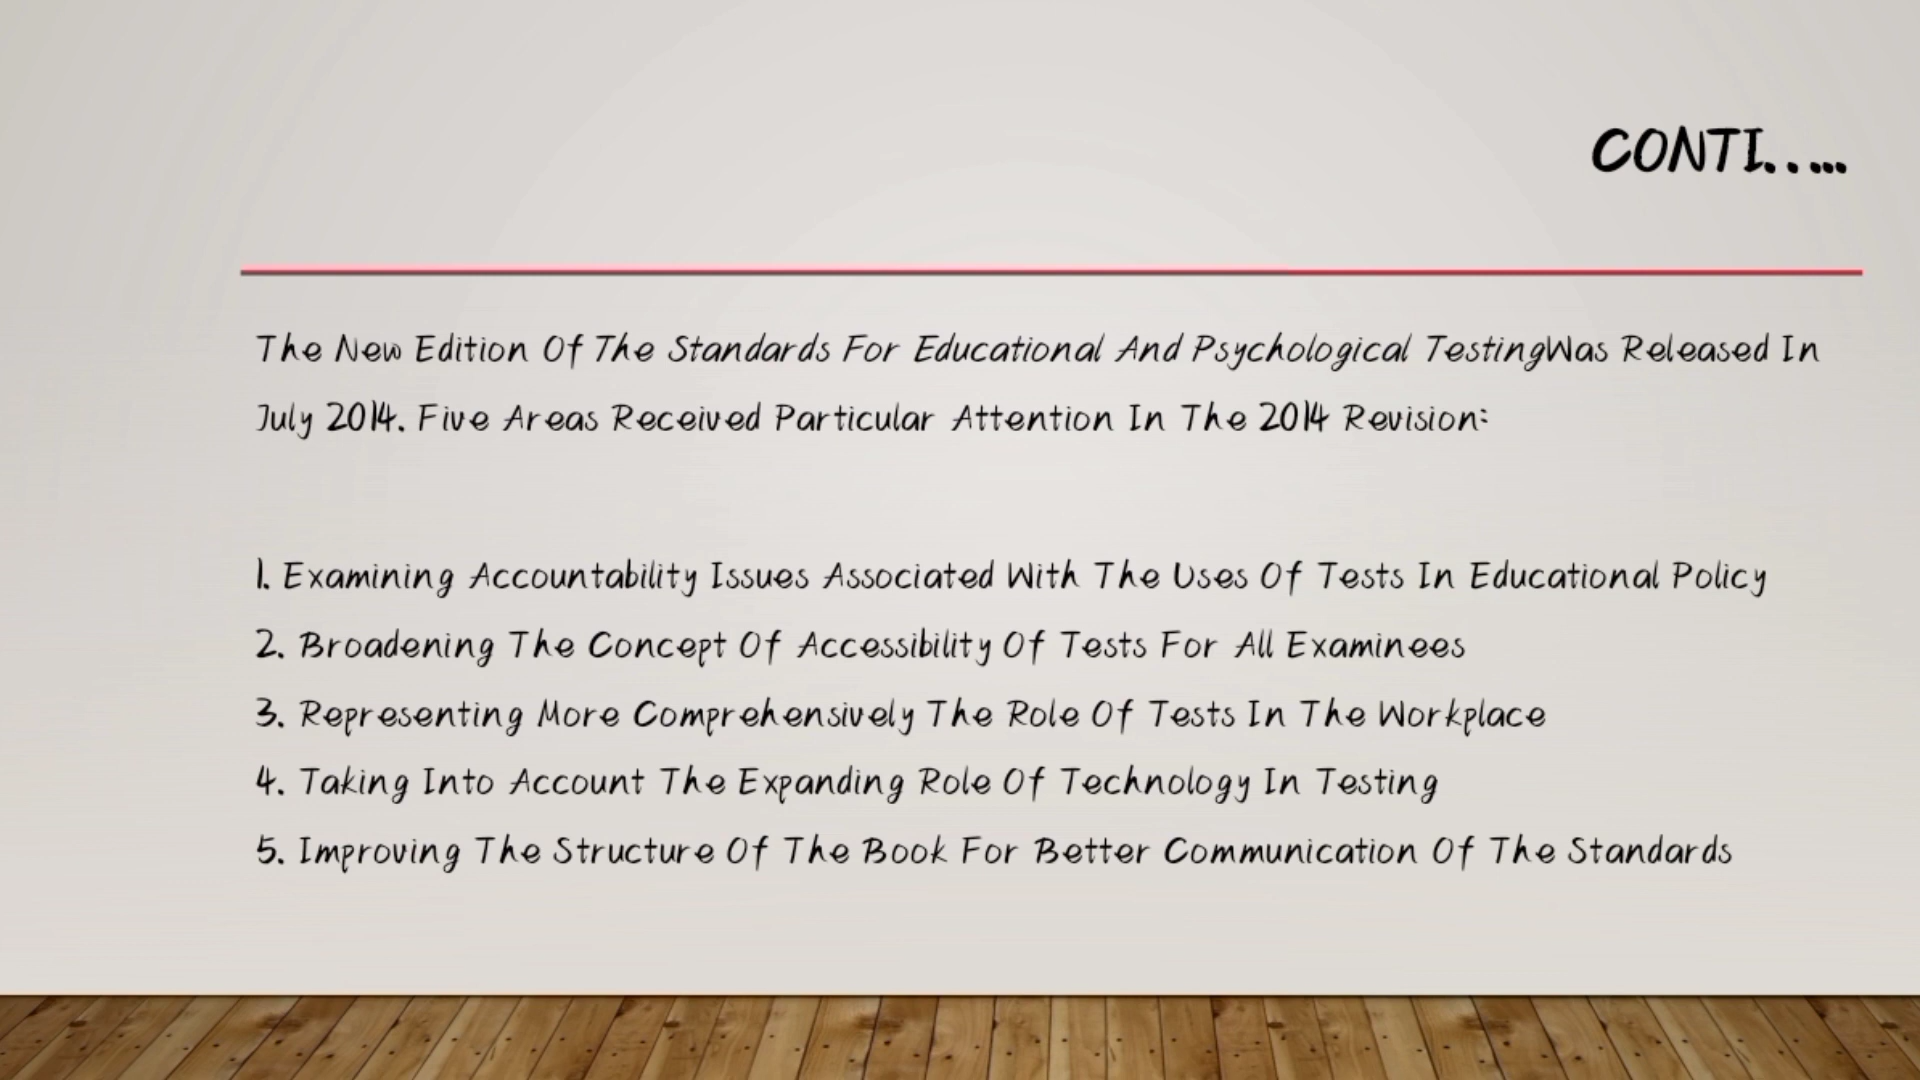 CONTI.....
The New Edition Of The Standards For Educational And Psychological TestingWas Released In
July 2014. Five Areas Received Particular Attention In The 2014 Revision:
1. Examining Accountability Issues Associated With The Uses Of Tests In Educational Policy
2. Broadening The Concept Of Accessibility Of Tests For All Examinees
3. Representing More Comprehensively The Role Of Tests In The Workplace
4. Taking Into Account The Expanding Role Of Technology In Testing
5. Improving The Structure Of The Book For Better Communication Of The Standards